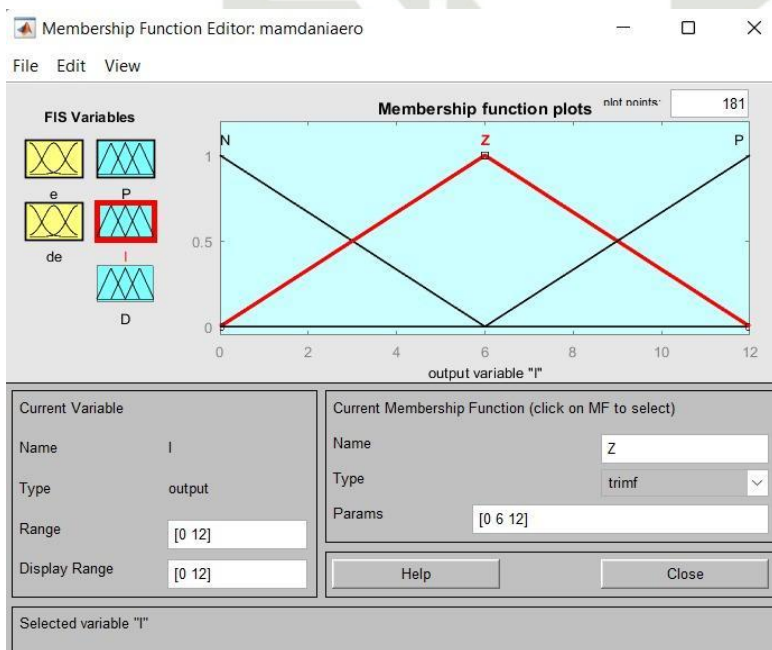 Membership Function Editor: mamdaniaero
File Edit View
FIS Variables
e
P
de
I
D
Membership function plots
plot points:
181
N
Z
P
1
0.5
0
0 2 4 6 8 10 12
output variable "I"
Current Variable
Name I
Type output
Range [0 12]
Display Range [0 12]
Current Membership Function (click on MF to select)
Name Z
Type trimf
Params [0 6 12]
Help
Close
Selected variable "I"